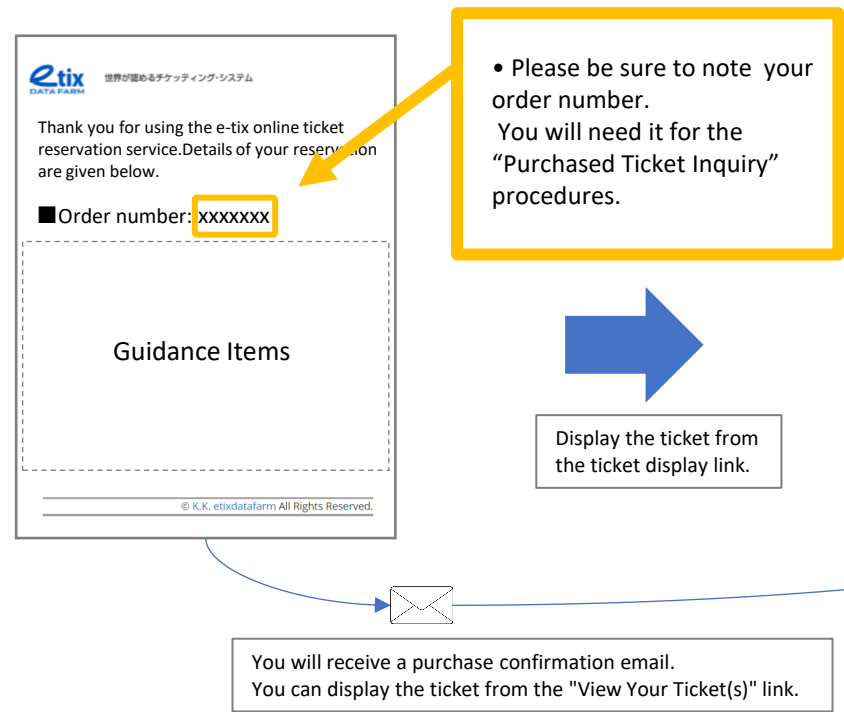 etix
DATA FARM
世界が認めるチケッティング・システム
Thank you for using the e-tix online ticket
reservation service.Details of your reservation
are given below.
■Order number: xxxxxxx
Guidance Items
© K.K. etixdatafarm All Rights Reserved.
• Please be sure to note your
order number.
You will need it for the
“Purchased Ticket Inquiry”
procedures.
Display the ticket from
the ticket display link.
You will receive a purchase confirmation email.
You can display the ticket from the "View Your Ticket(s)" link.